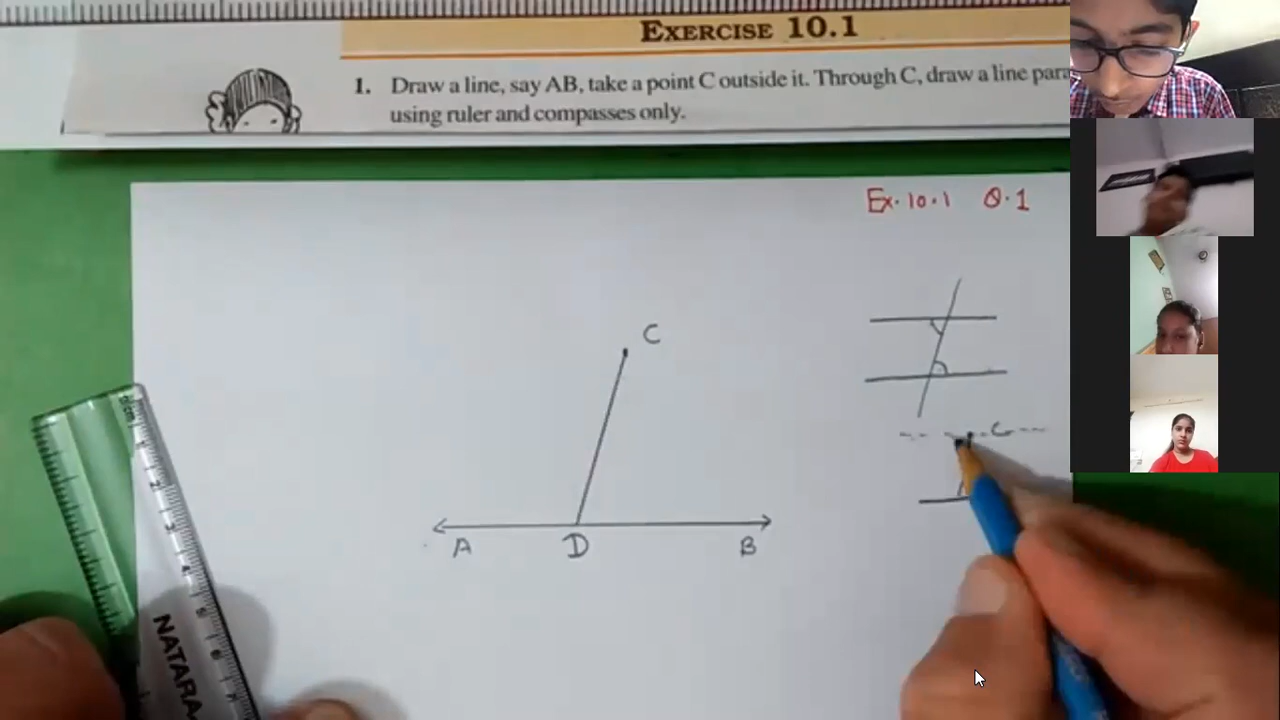 EXERCISE 10.1
1. Draw a line, say AB, take a point C outside it. Through C, draw a line para
using ruler and compasses only.
Ex. 10.1 Q.1
C
C
A D B
NATARA